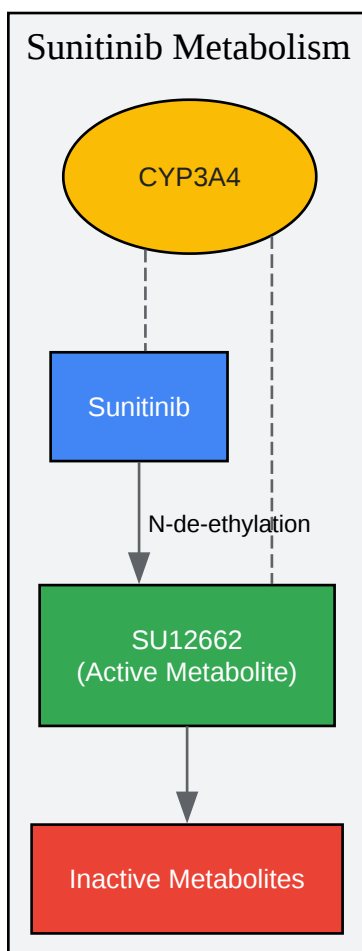 Sunitinib Metabolism
CYP3A4
Sunitinib
N-de-ethylation
SU12662
(Active Metabolite)
Inactive Metabolites